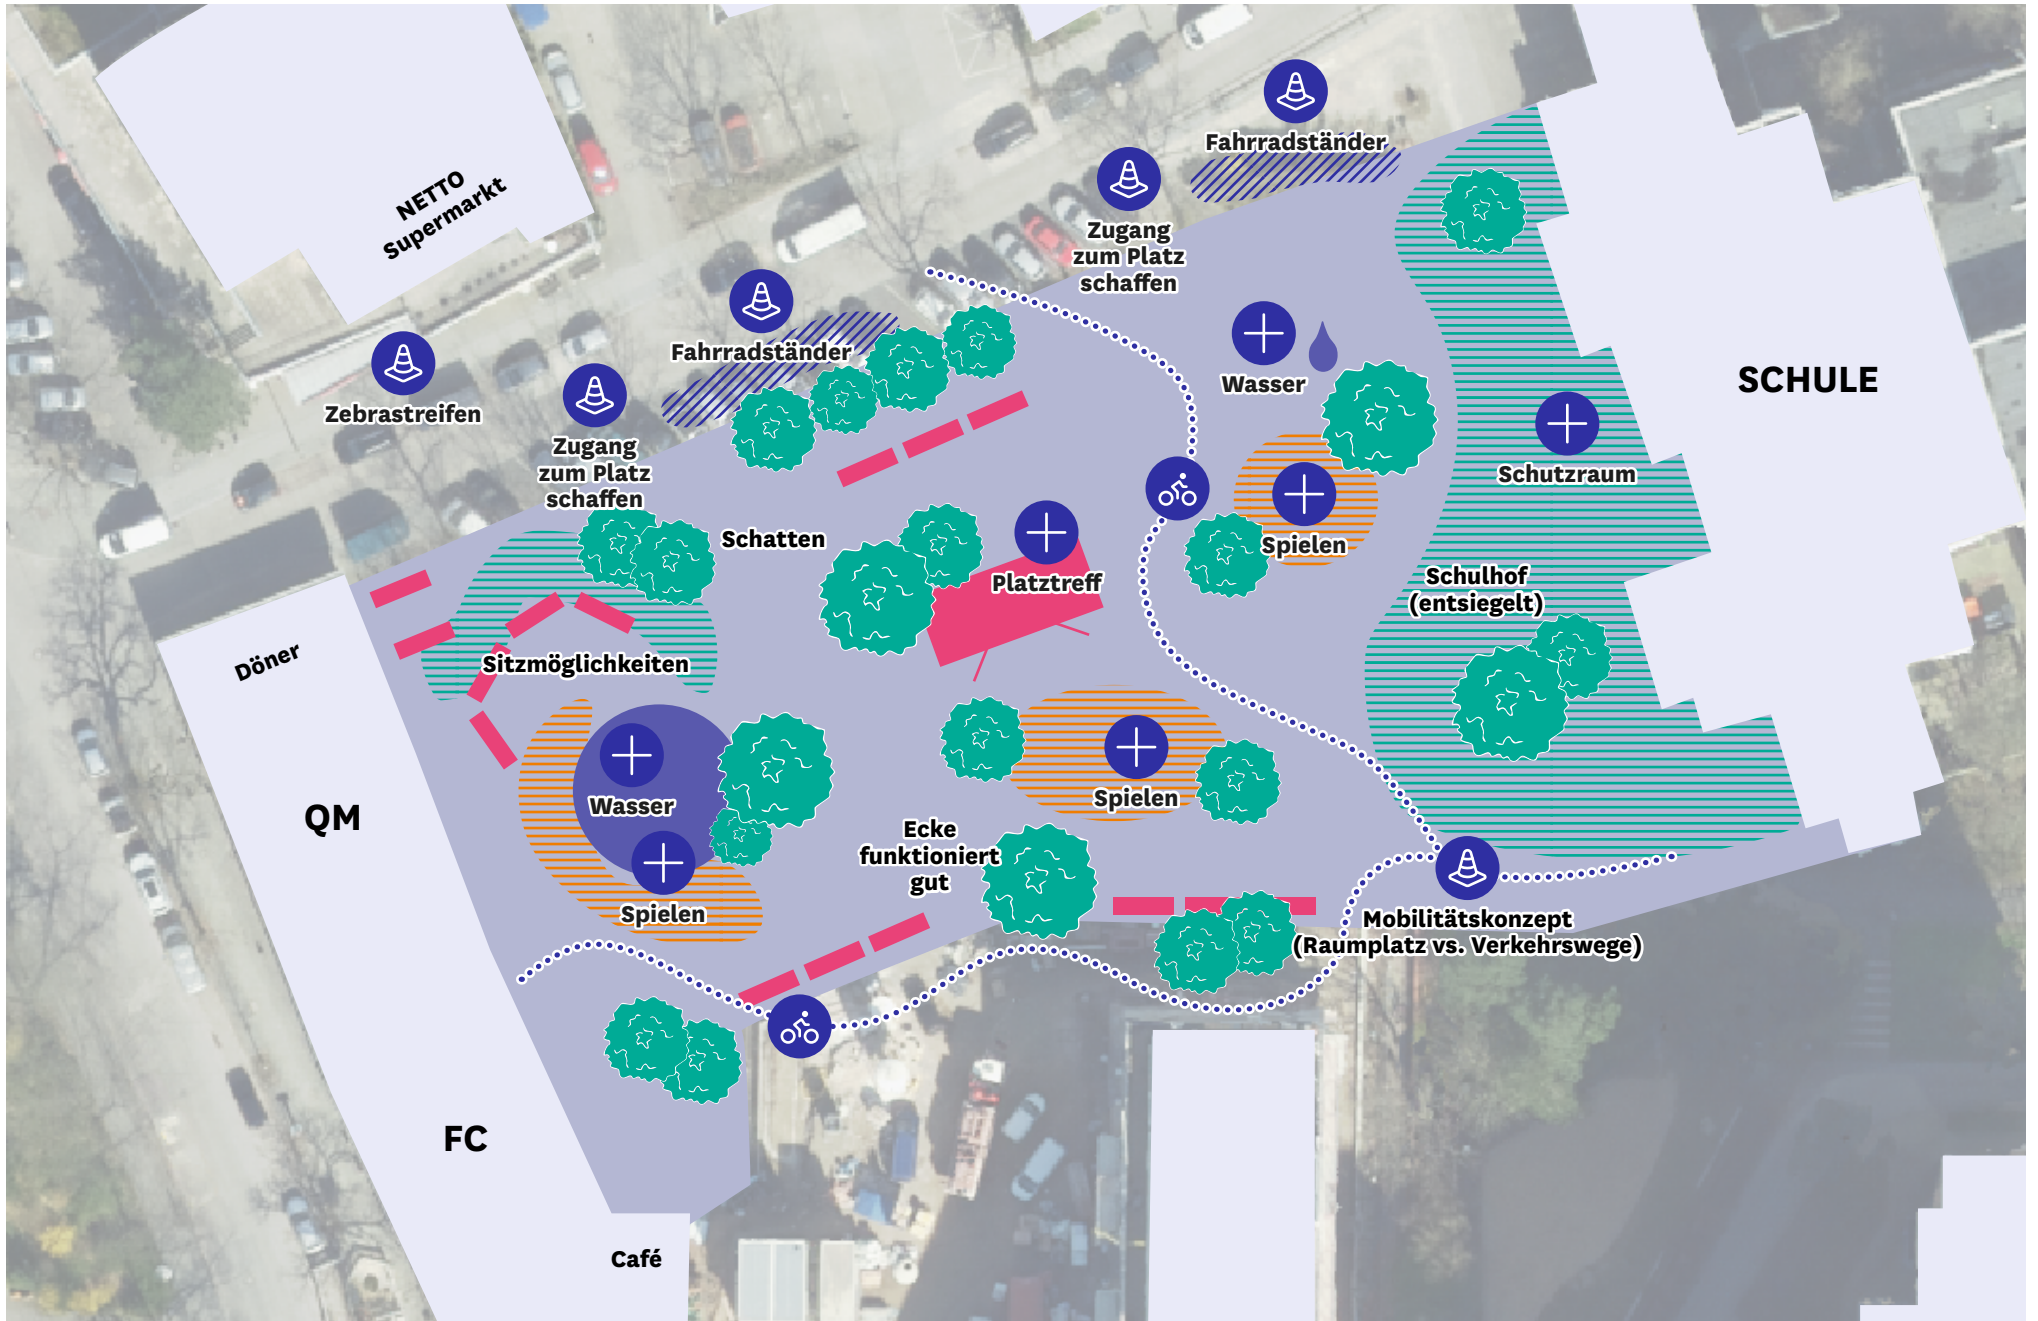 Fahrradständer
NETTO
Supermarkt
Zugang
zum Platz
schaffen
Fahrradständer
Wasser
Zebrastreifen
SCHULE
Zugang
zum Platz
schaffen
Schutzraum
Schatten
Spielen
Platztreff
Schulhof
(entsiegelt)
Döner
Sitzmöglichkeiten
Wasser
Spielen
QM
Ecke
funktioniert
gut
Spielen
Mobilitätskonzept
(Raumplatz vs. Verkehrswege)
FC
Café